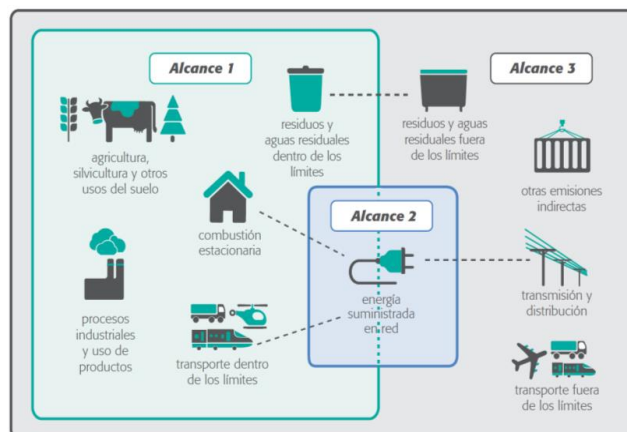 Alcance 1
Alcance 3
agricultura,
silvicultura y otros
usos del suelo
residuos y
aguas residuales
dentro de los
límites
residuos y aguas
residuales fuera
de los límites
otras emisiones
indirectas
combustión
estacionaria
Alcance 2
energía
suministrada
en red
transmisión y
distribución
procesos
industriales
y uso de
productos
transporte dentro
de los límites
transporte fuera
de los límites